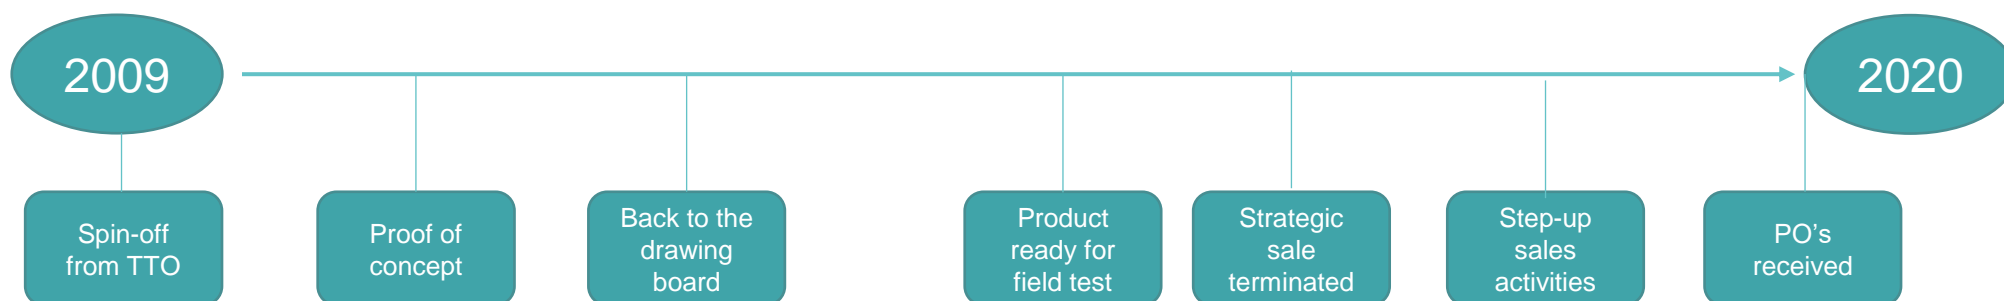 2009
2020
Spin-off
from TTO
Proof of
concept
Back to the
drawing
board
Product
ready for
field test
Strategic
sale
terminated
Step-up
sales
activities
PO’s
received